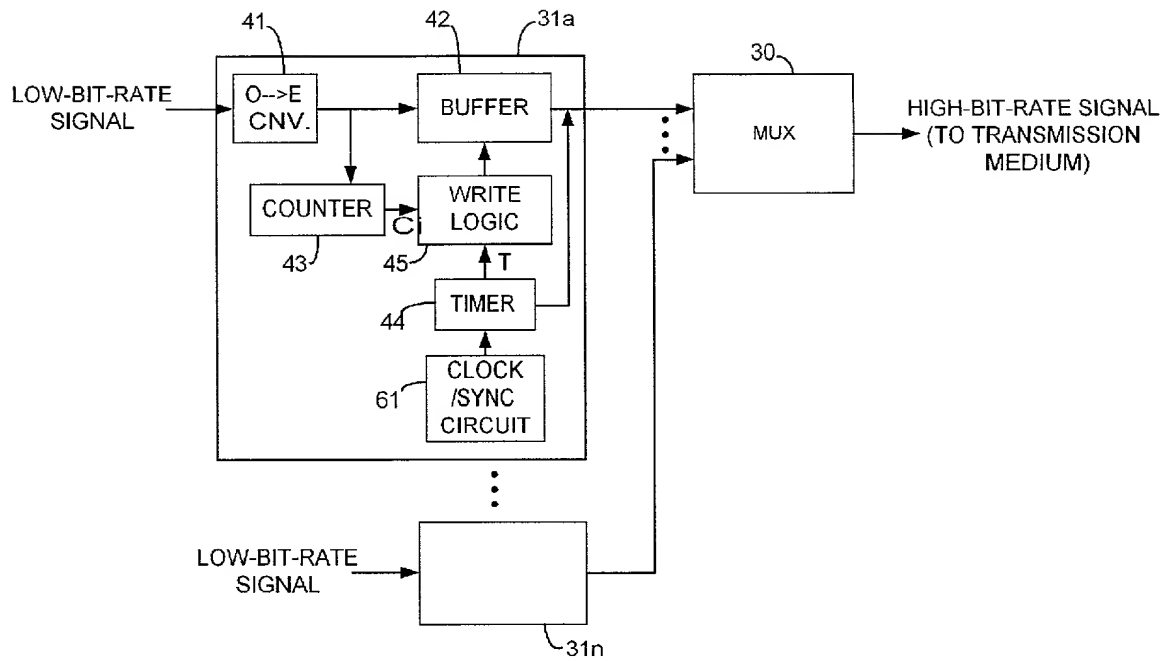 41
42
31a
30
LOW-BIT-RATE
SIGNAL
O-->E
CNV.
BUFFER
MUX
HIGH-BIT-RATE SIGNAL
(TO TRANSMISSION
MEDIUM)
COUNTER
43
Ci
WRITE
LOGIC
45
T
44
TIMER
61
CLOCK
/SYNC
CIRCUIT
LOW-BIT-RATE
SIGNAL
31n